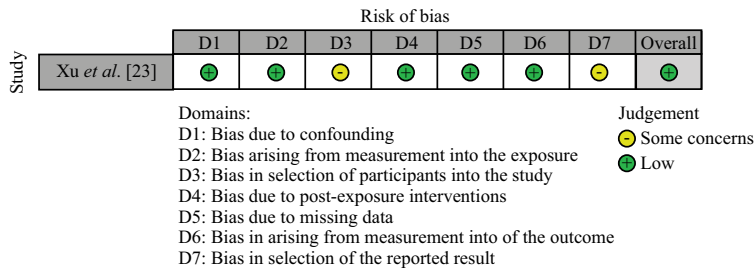 Risk of bias
D1 D2 D3 D4 D5 D6 D7 Overall
Study
Xu et al. [23] + + - + + + - +
Domains:
D1: Bias due to confounding
D2: Bias arising from measurement into the exposure
D3: Bias in selection of participants into the study
D4: Bias due to post-exposure interventions
D5: Bias due to missing data
D6: Bias in arising from measurement into of the outcome
D7: Bias in selection of the reported result
Judgement
- Some concerns
+ Low